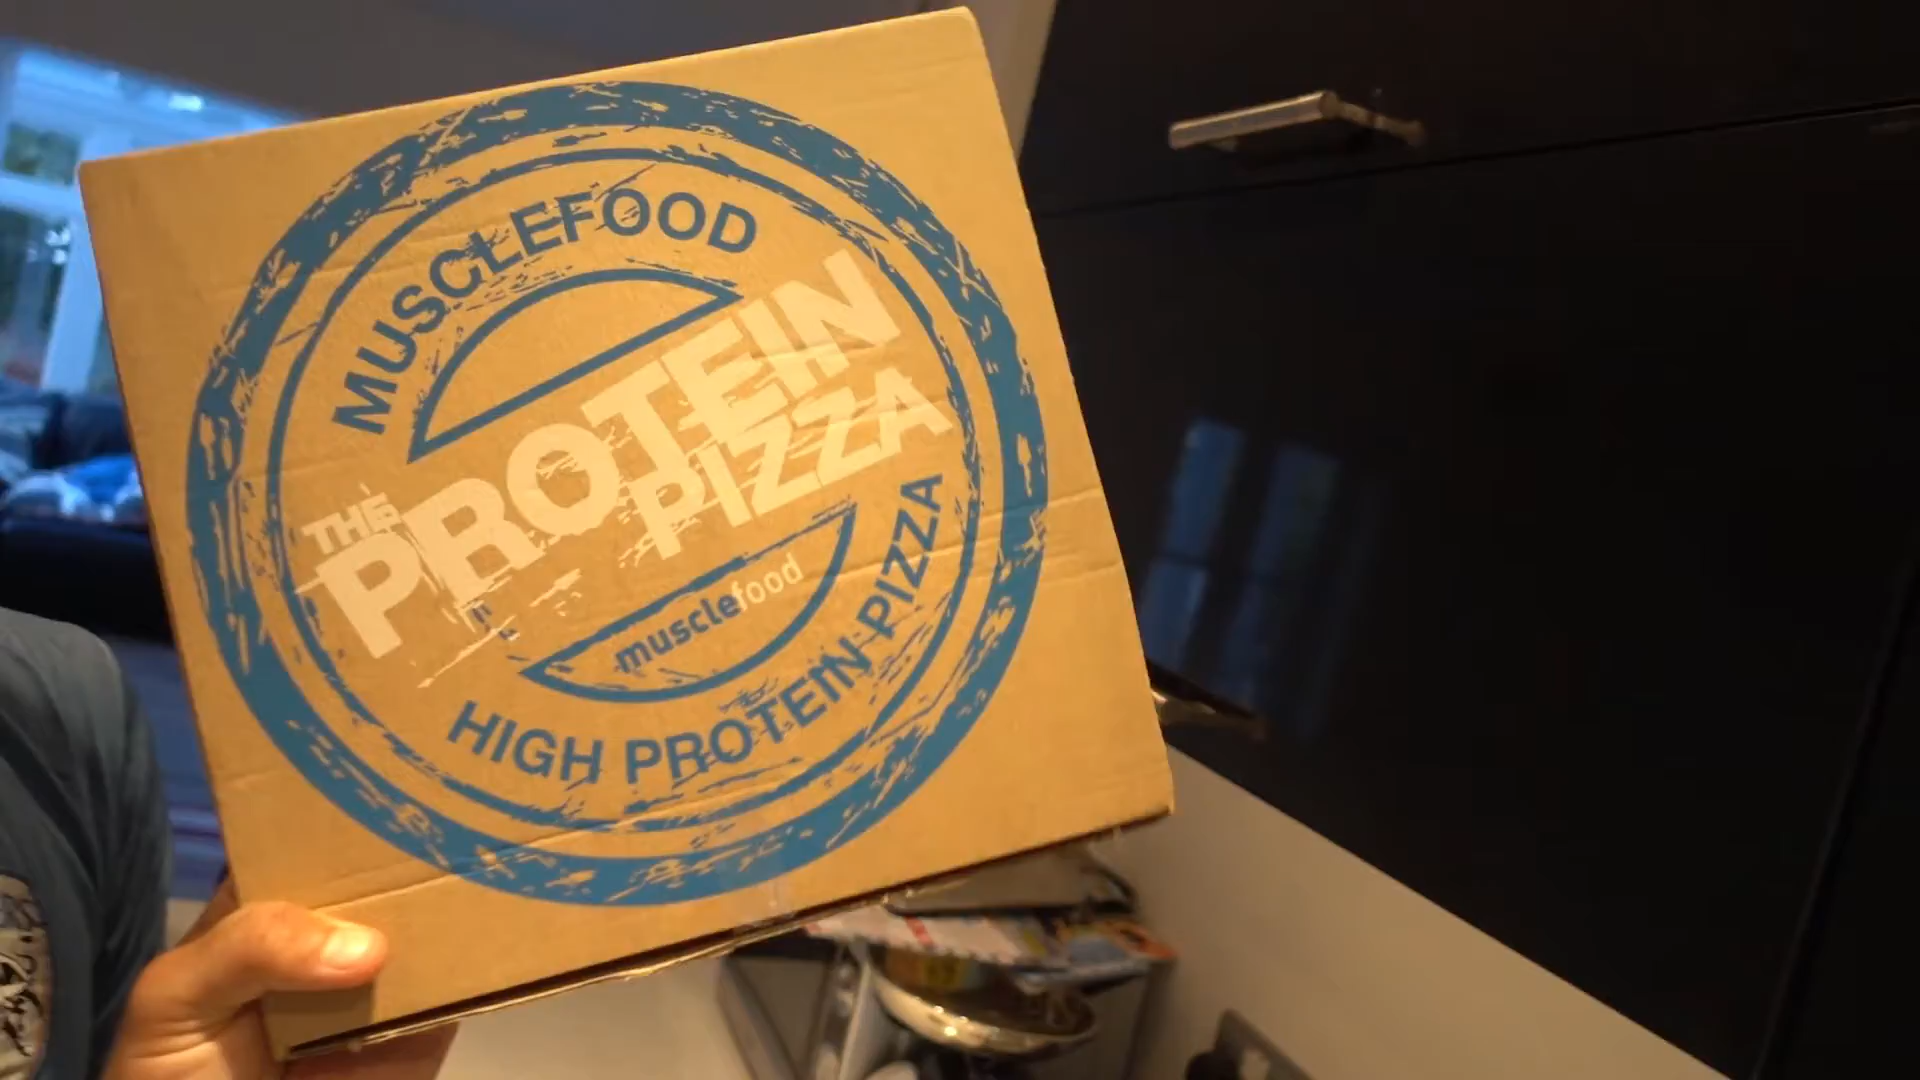 MUSCLEFOOD
THE
PROTEIN
PIZZA
musclefood
HIGH PROTEIN PIZZA